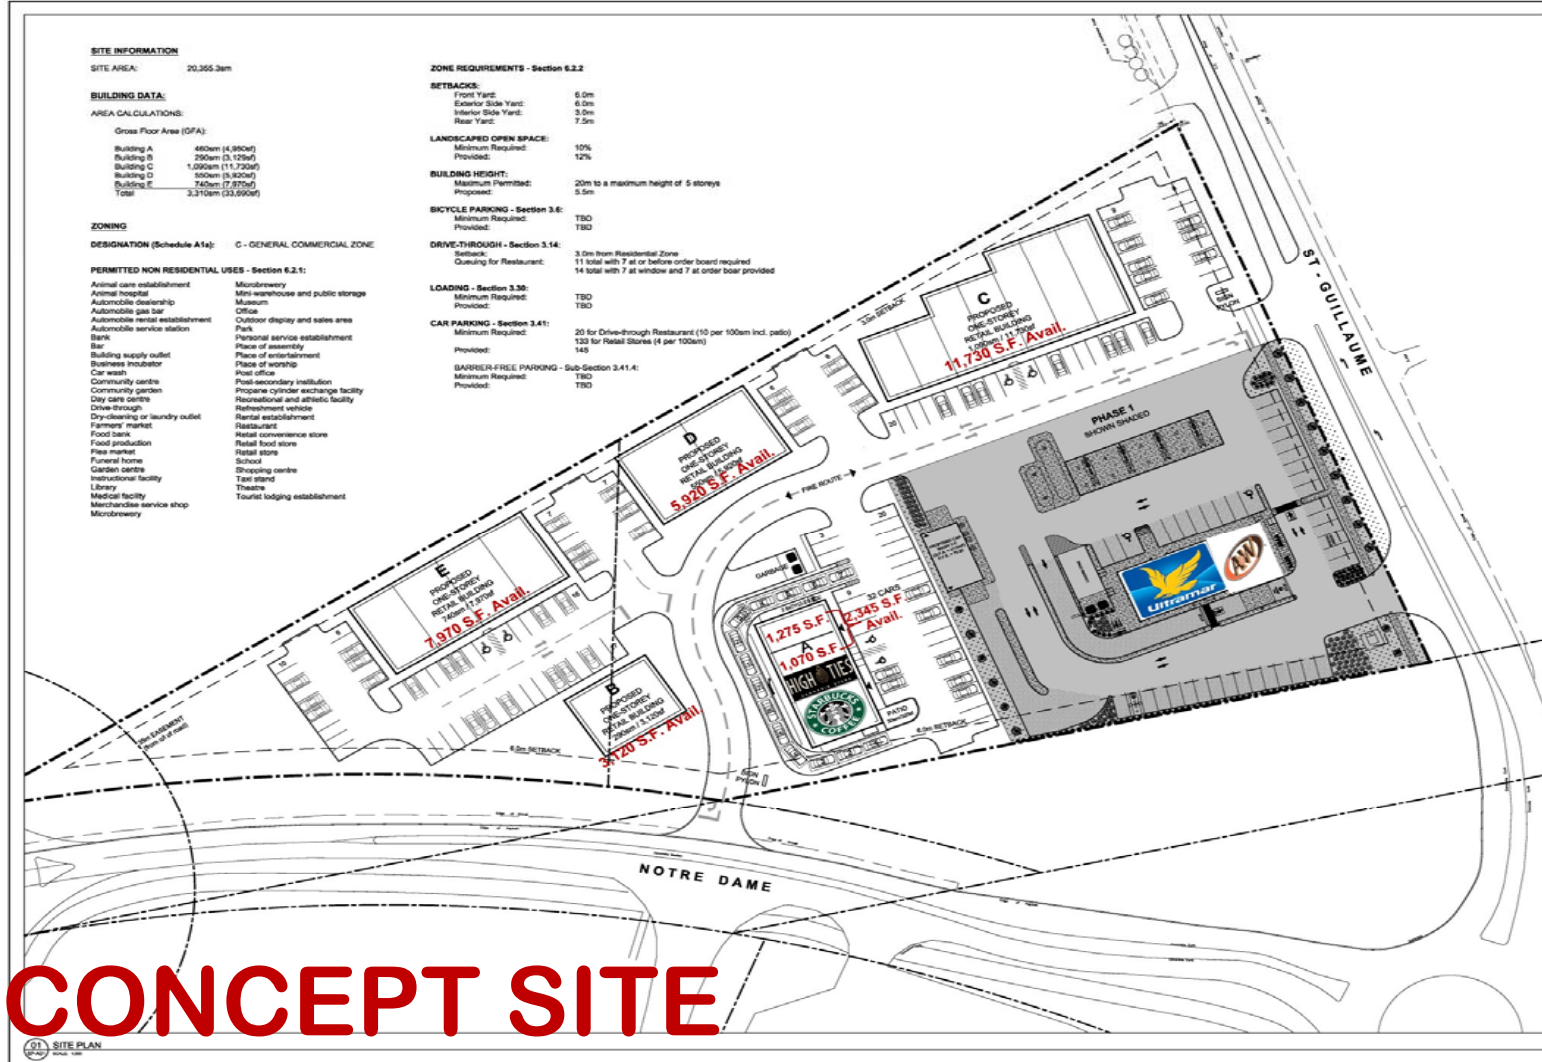 SITE INFORMATION
SITE AREA: 20,355.3sm
BUILDING DATA:
AREA CALCULATIONS:
Gross Floor Area (GFA):
Building A 460sm (4,950sf)
Building B 290sm (3,129sf)
Building C 1,090sm (11,730sf)
Building D 550sm (5,920sf)
Building E 740sm (7,970sf)
Total 3,310sm (33,690sf)
ZONING
DESIGNATION (Schedule A1a): C - GENERAL COMMERCIAL ZONE
PERMITTED NON RESIDENTIAL USES - Section 6.2.1:
Animal care establishment
Animal hospital
Automobile dealership
Automobile gas bar
Automobile rental establishment
Automobile service station
Bank
Bar
Building supply outlet
Business incubator
Car wash
Community centre
Community garden
Day care centre
Drive-through
Dry-cleaning or laundry outlet
Farmers' market
Food bank
Food production
Flea market
Funeral home
Garden centre
Instructional facility
Library
Medical facility
Merchandise service shop
Microbrewery
Microbrewery
Mini-warehouse and public storage
Museum
Office
Outdoor display and sales area
Park
Personal service establishment
Place of assembly
Place of entertainment
Place of worship
Post office
Post-secondary institution
Propane cylinder exchange facility
Recreational and athletic facility
Refreshment vehicle
Rental establishment
Restaurant
Retail convenience store
Retail food store
Retail store
School
Shopping centre
Taxi stand
Theatre
Tourist lodging establishment
ZONE REQUIREMENTS - Section 6.2.2
SETBACKS:
Front Yard: 6.0m
Exterior Side Yard: 6.0m
Interior Side Yard: 3.0m
Rear Yard: 7.5m
LANDSCAPED OPEN SPACE:
Minimum Required: 10%
Provided: 12%
BUILDING HEIGHT:
Maximum Permitted: 20m to a maximum height of 5 storeys
Proposed: 5.5m
BICYCLE PARKING - Section 3.6:
Minimum Required: TBD
Provided: TBD
DRIVE-THROUGH - Section 3.14:
Setback: 3.0m from Residential Zone
Queuing for Restaurant: 11 total with 7 at or before order board required
14 total with 7 at window and 7 at order boar provided
LOADING - Section 3.30:
Minimum Required: TBD
Provided: TBD
CAR PARKING - Section 3.41:
Minimum Required: 20 for Drive-through Restaurant (10 per 100sm incl. patio)
133 for Retail Stores (4 per 100sm)
Provided: 145
BARRIER-FREE PARKING - Sub-Section 3.41.4:
Minimum Required: TBD
Provided: TBD
3.0m SETBACK
C
PROPOSED
ONE-STOREY
RETAIL BUILDING
1,090sm / 11,730sf
11,730 S.F. Avail.
SIGN
PYLON
ST-GUILLAUME
PHASE 1
SHOWN SHADED
D
PROPOSED
ONE-STOREY
RETAIL BUILDING
5,920 S.F. Avail.
FIRE ROUTE
E
PROPOSED
ONE-STOREY
RETAIL BUILDING
740sm / 7,970sf
7,970 S.F. Avail.
GARBAGE
32 CARS
1,275 S.F.
2,345 S.F.
Avail.
A
1,070 S.F.
HIGH TIES
STARBUCKS
COFFEE
PATIO
Ultramar
A&W
B
PROPOSED
ONE-STOREY
RETAIL BUILDING
290sm / 3,120sf
3,120 S.F. Avail.
6.0m SETBACK
6.0m SETBACK
SIGN
PYLON
NOTRE DAME
CONCEPT SITE
01 SITE PLAN